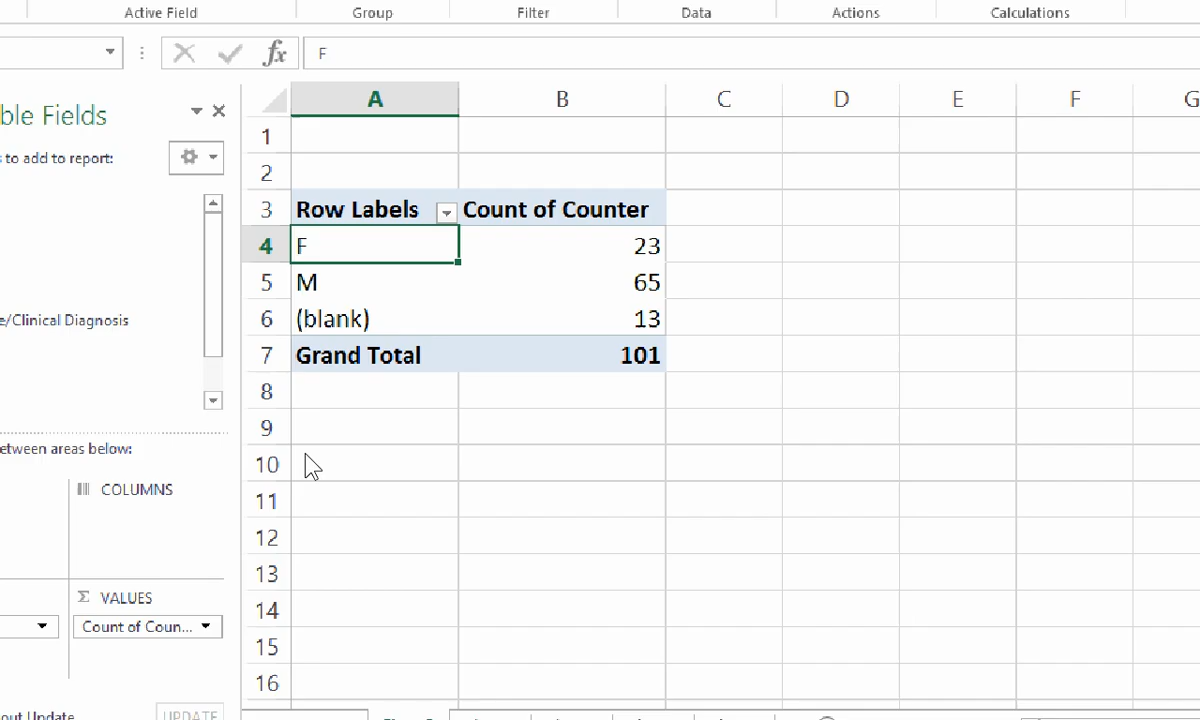 Active Field Group Filter Data Actions Calculations
fx F
ble Fields
to add to report:
A B C D E F G
1
2
3 Row Labels Count of Counter
4 F 23
5 M 65
6 (blank) 13
7 Grand Total 101
8
9
10
11
12
13
14
15
16
e/Clinical Diagnosis
etween areas below:
COLUMNS
Σ VALUES
Count of Coun...
out Update UPDATE